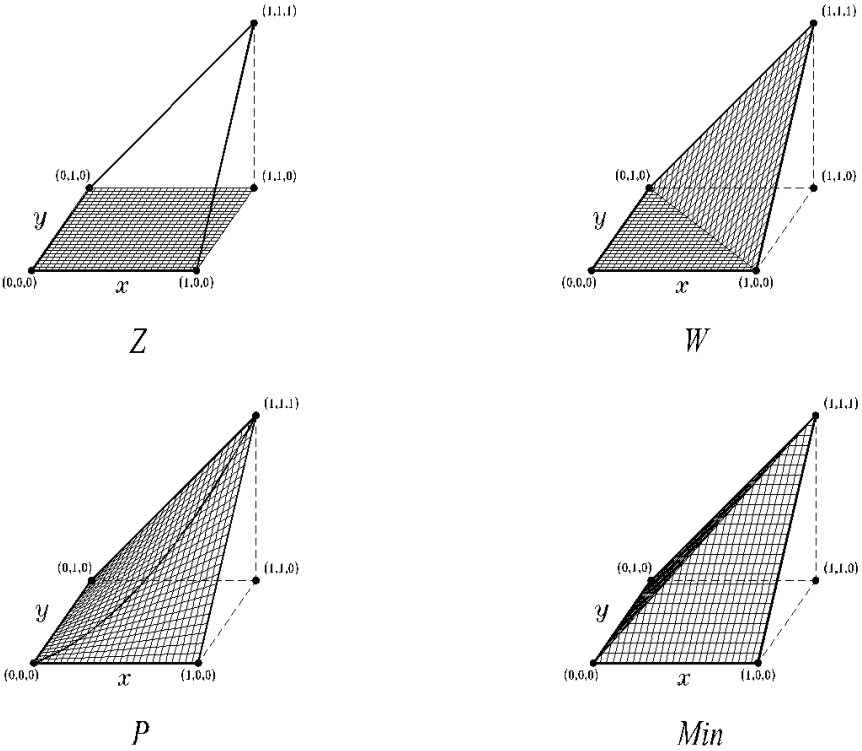 (1,1,1)
(1,1,1)
(0,1,0)
(1,1,0)
(0,1,0)
(1,1,0)
y
y
(0,0,0)
x
(1,0,0)
(0,0,0)
x
(1,0,0)
Z
W
(1,1,1)
(1,1,1)
(0,1,0)
(1,1,0)
(0,1,0)
(1,1,0)
y
y
(0,0,0)
x
(1,0,0)
(0,0,0)
x
(1,0,0)
P
Min